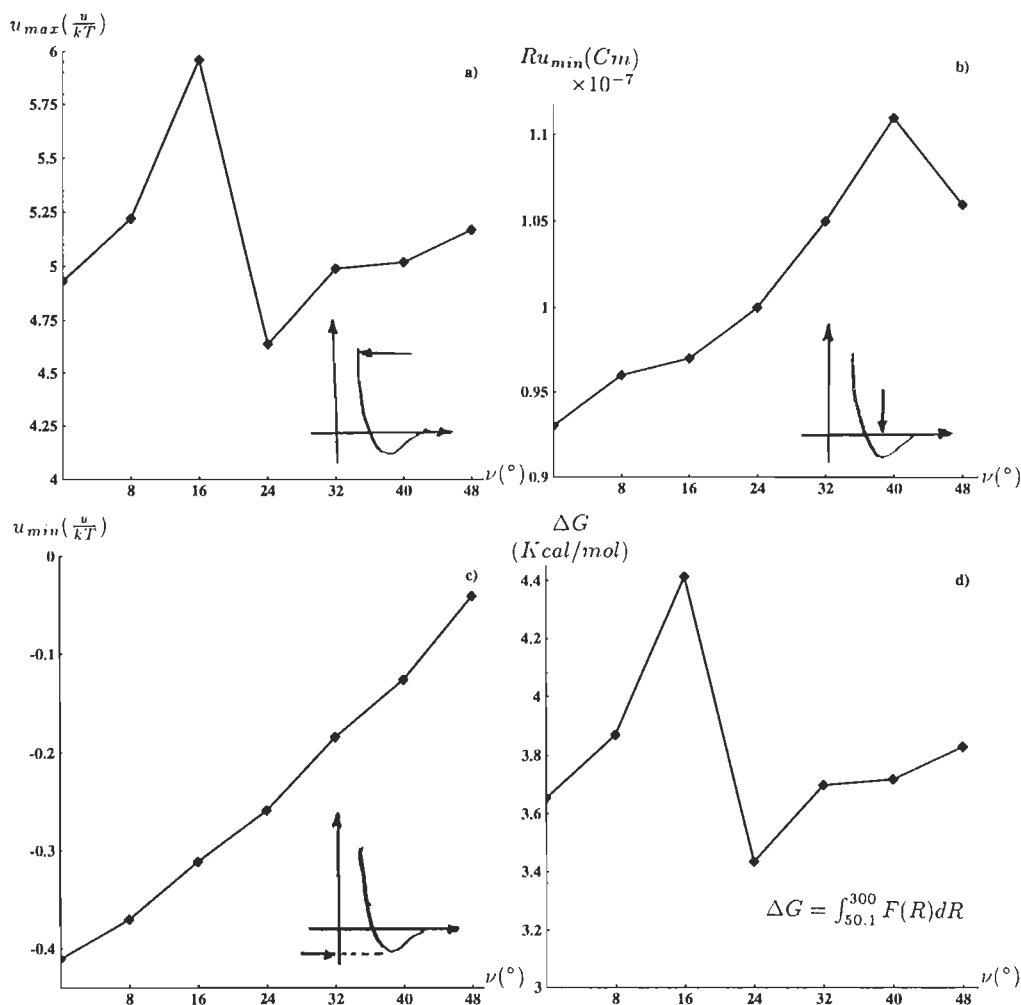 u_max(u/kT)
a)
6
5.75
5.5
5.25
5
4.75
4.5
4.25
4
8 16 24 32 40 48 ν(°)
Ru_min(Cm)
×10^-7
b)
1.1
1.05
1
0.95
0.9
8 16 24 32 40 48 ν(°)
u_min(u/kT)
c)
0
-0.1
-0.2
-0.3
-0.4
8 16 24 32 40 48 ν(°)
ΔG
(Kcal/mol)
d)
4.4
4.2
4
3.8
3.6
3.4
3.2
3
ΔG = ∫_{50.1}^{300} F(R)dR
8 16 24 32 40 48 ν(°)